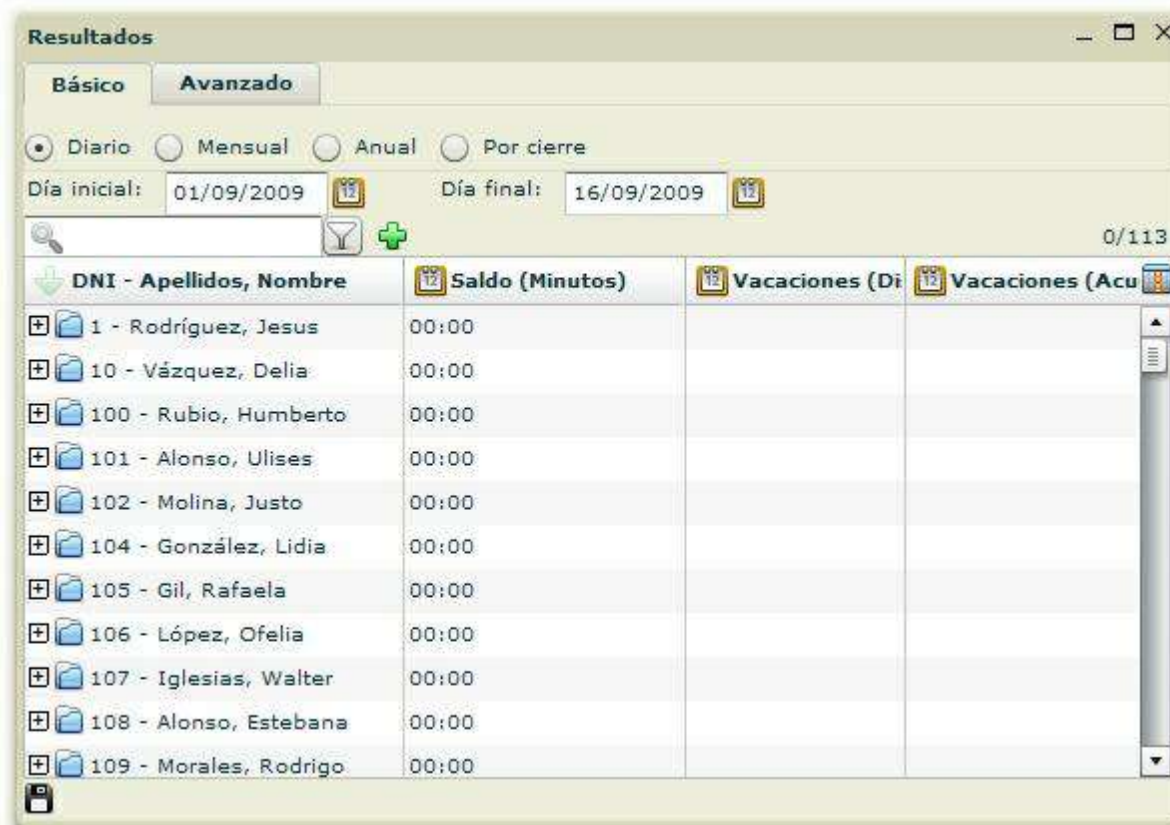 Resultados
Básico Avanzado
Diario Mensual Anual Por cierre
Día inicial: 01/09/2009 Día final: 16/09/2009
0/113
DNI - Apellidos, Nombre Saldo (Minutos) Vacaciones (Di Vacaciones (Acu
1 - Rodríguez, Jesus 00:00
10 - Vázquez, Delia 00:00
100 - Rubio, Humberto 00:00
101 - Alonso, Ulises 00:00
102 - Molina, Justo 00:00
104 - González, Lidia 00:00
105 - Gil, Rafaela 00:00
106 - López, Ofelia 00:00
107 - Iglesias, Walter 00:00
108 - Alonso, Estebana 00:00
109 - Morales, Rodrigo 00:00